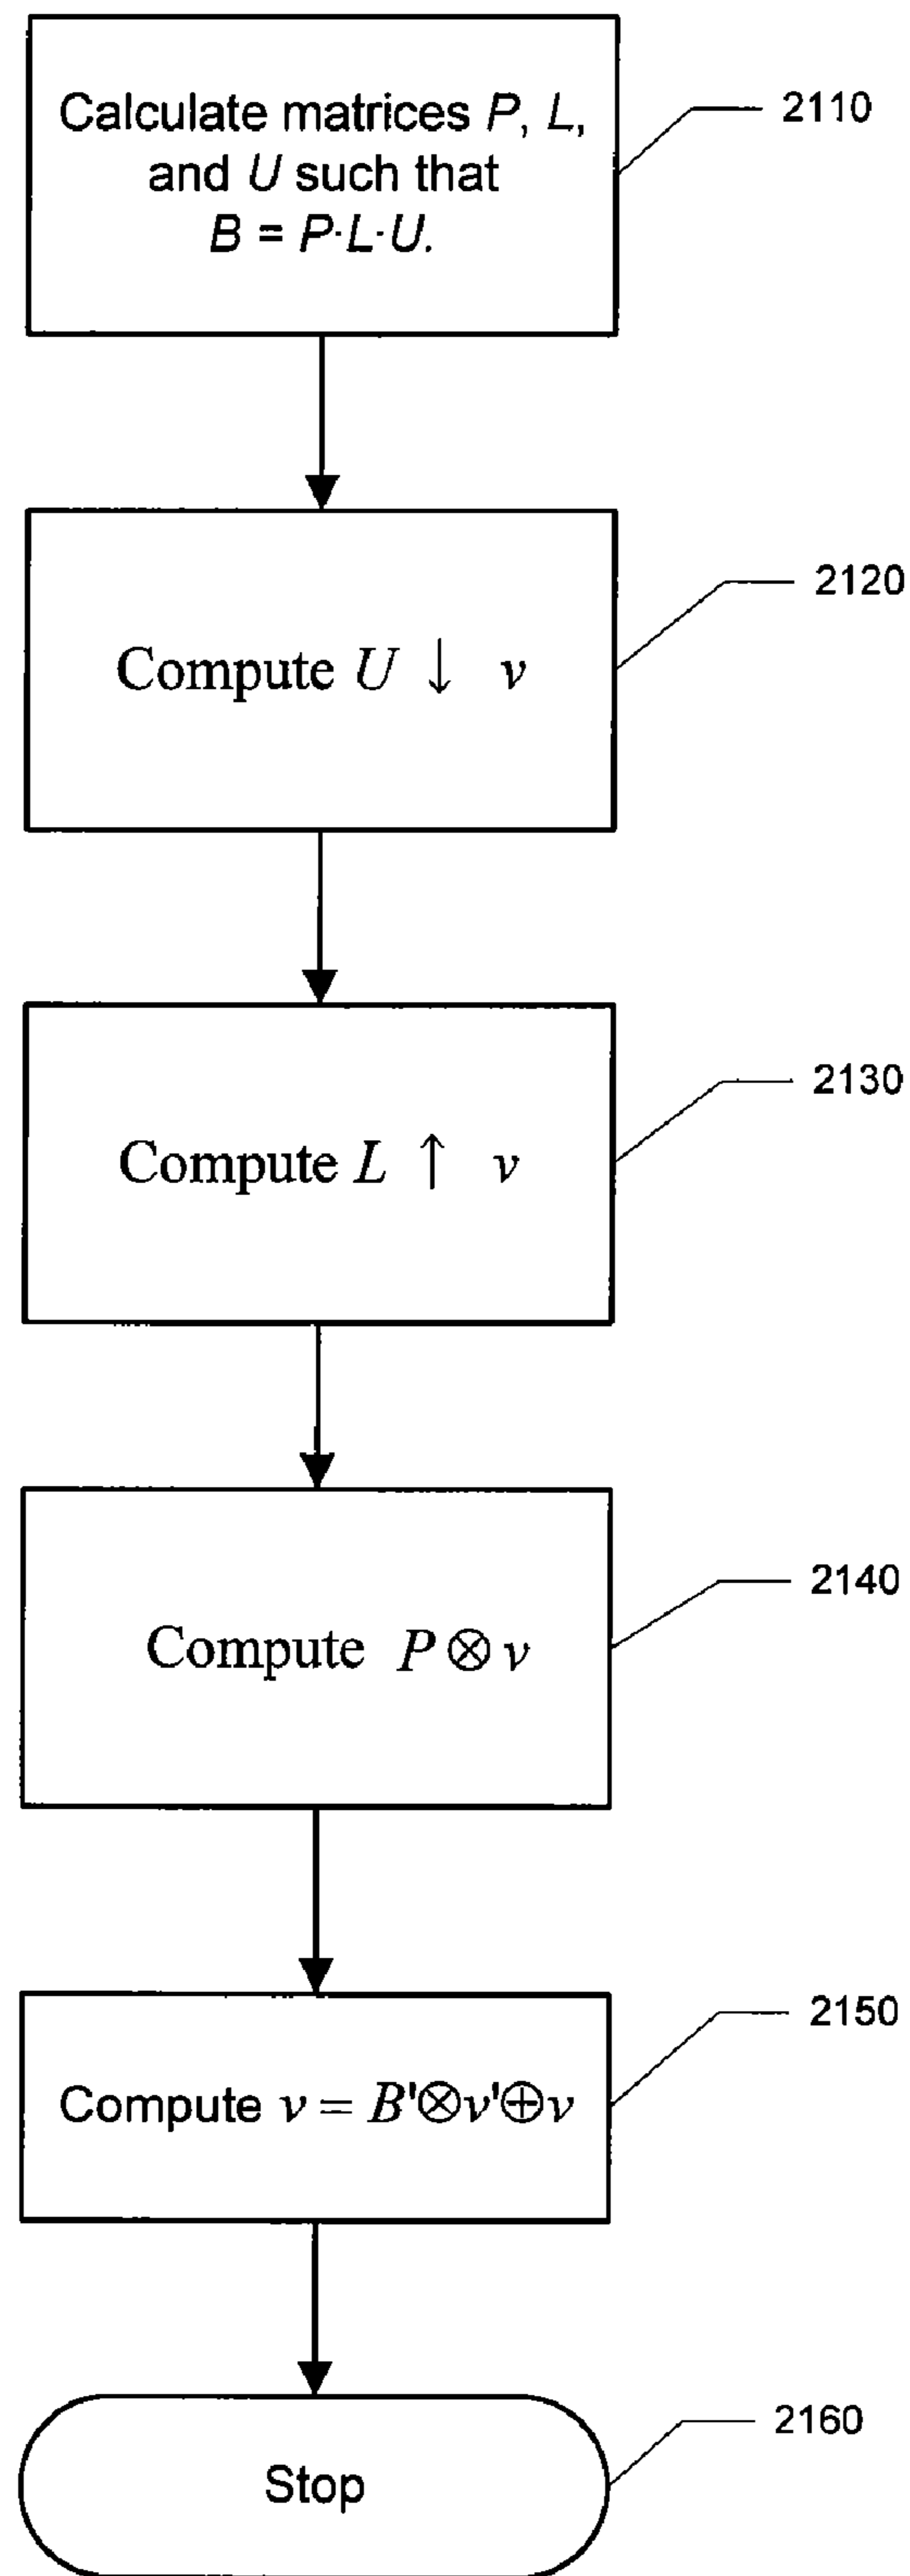 Calculate matrices P, L,
and U such that
B = P·L·U.
2110
Compute U ↓ v
2120
Compute L ↑ v
2130
Compute P ⊗ v
2140
Compute v = B'⊗v'⊕v
2150
Stop
2160